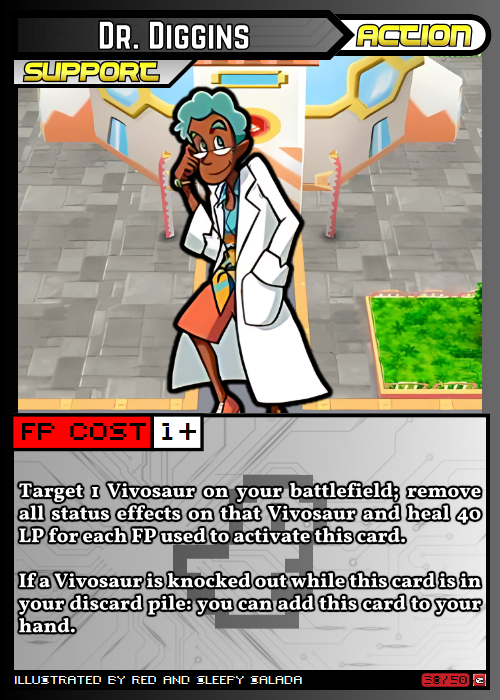 Dr. Diggins
ACTION
SUPPORT
FP COST 1+
Target 1 Vivosaur on your battlefield; remove
all status effects on that Vivosaur and heal 40
LP for each FP used to activate this card.
If a Vivosaur is knocked out while this card is in
your discard pile: you can add this card to your
hand.
ILLUSTRATED BY RED AND SLEEPY SALADA
38/50